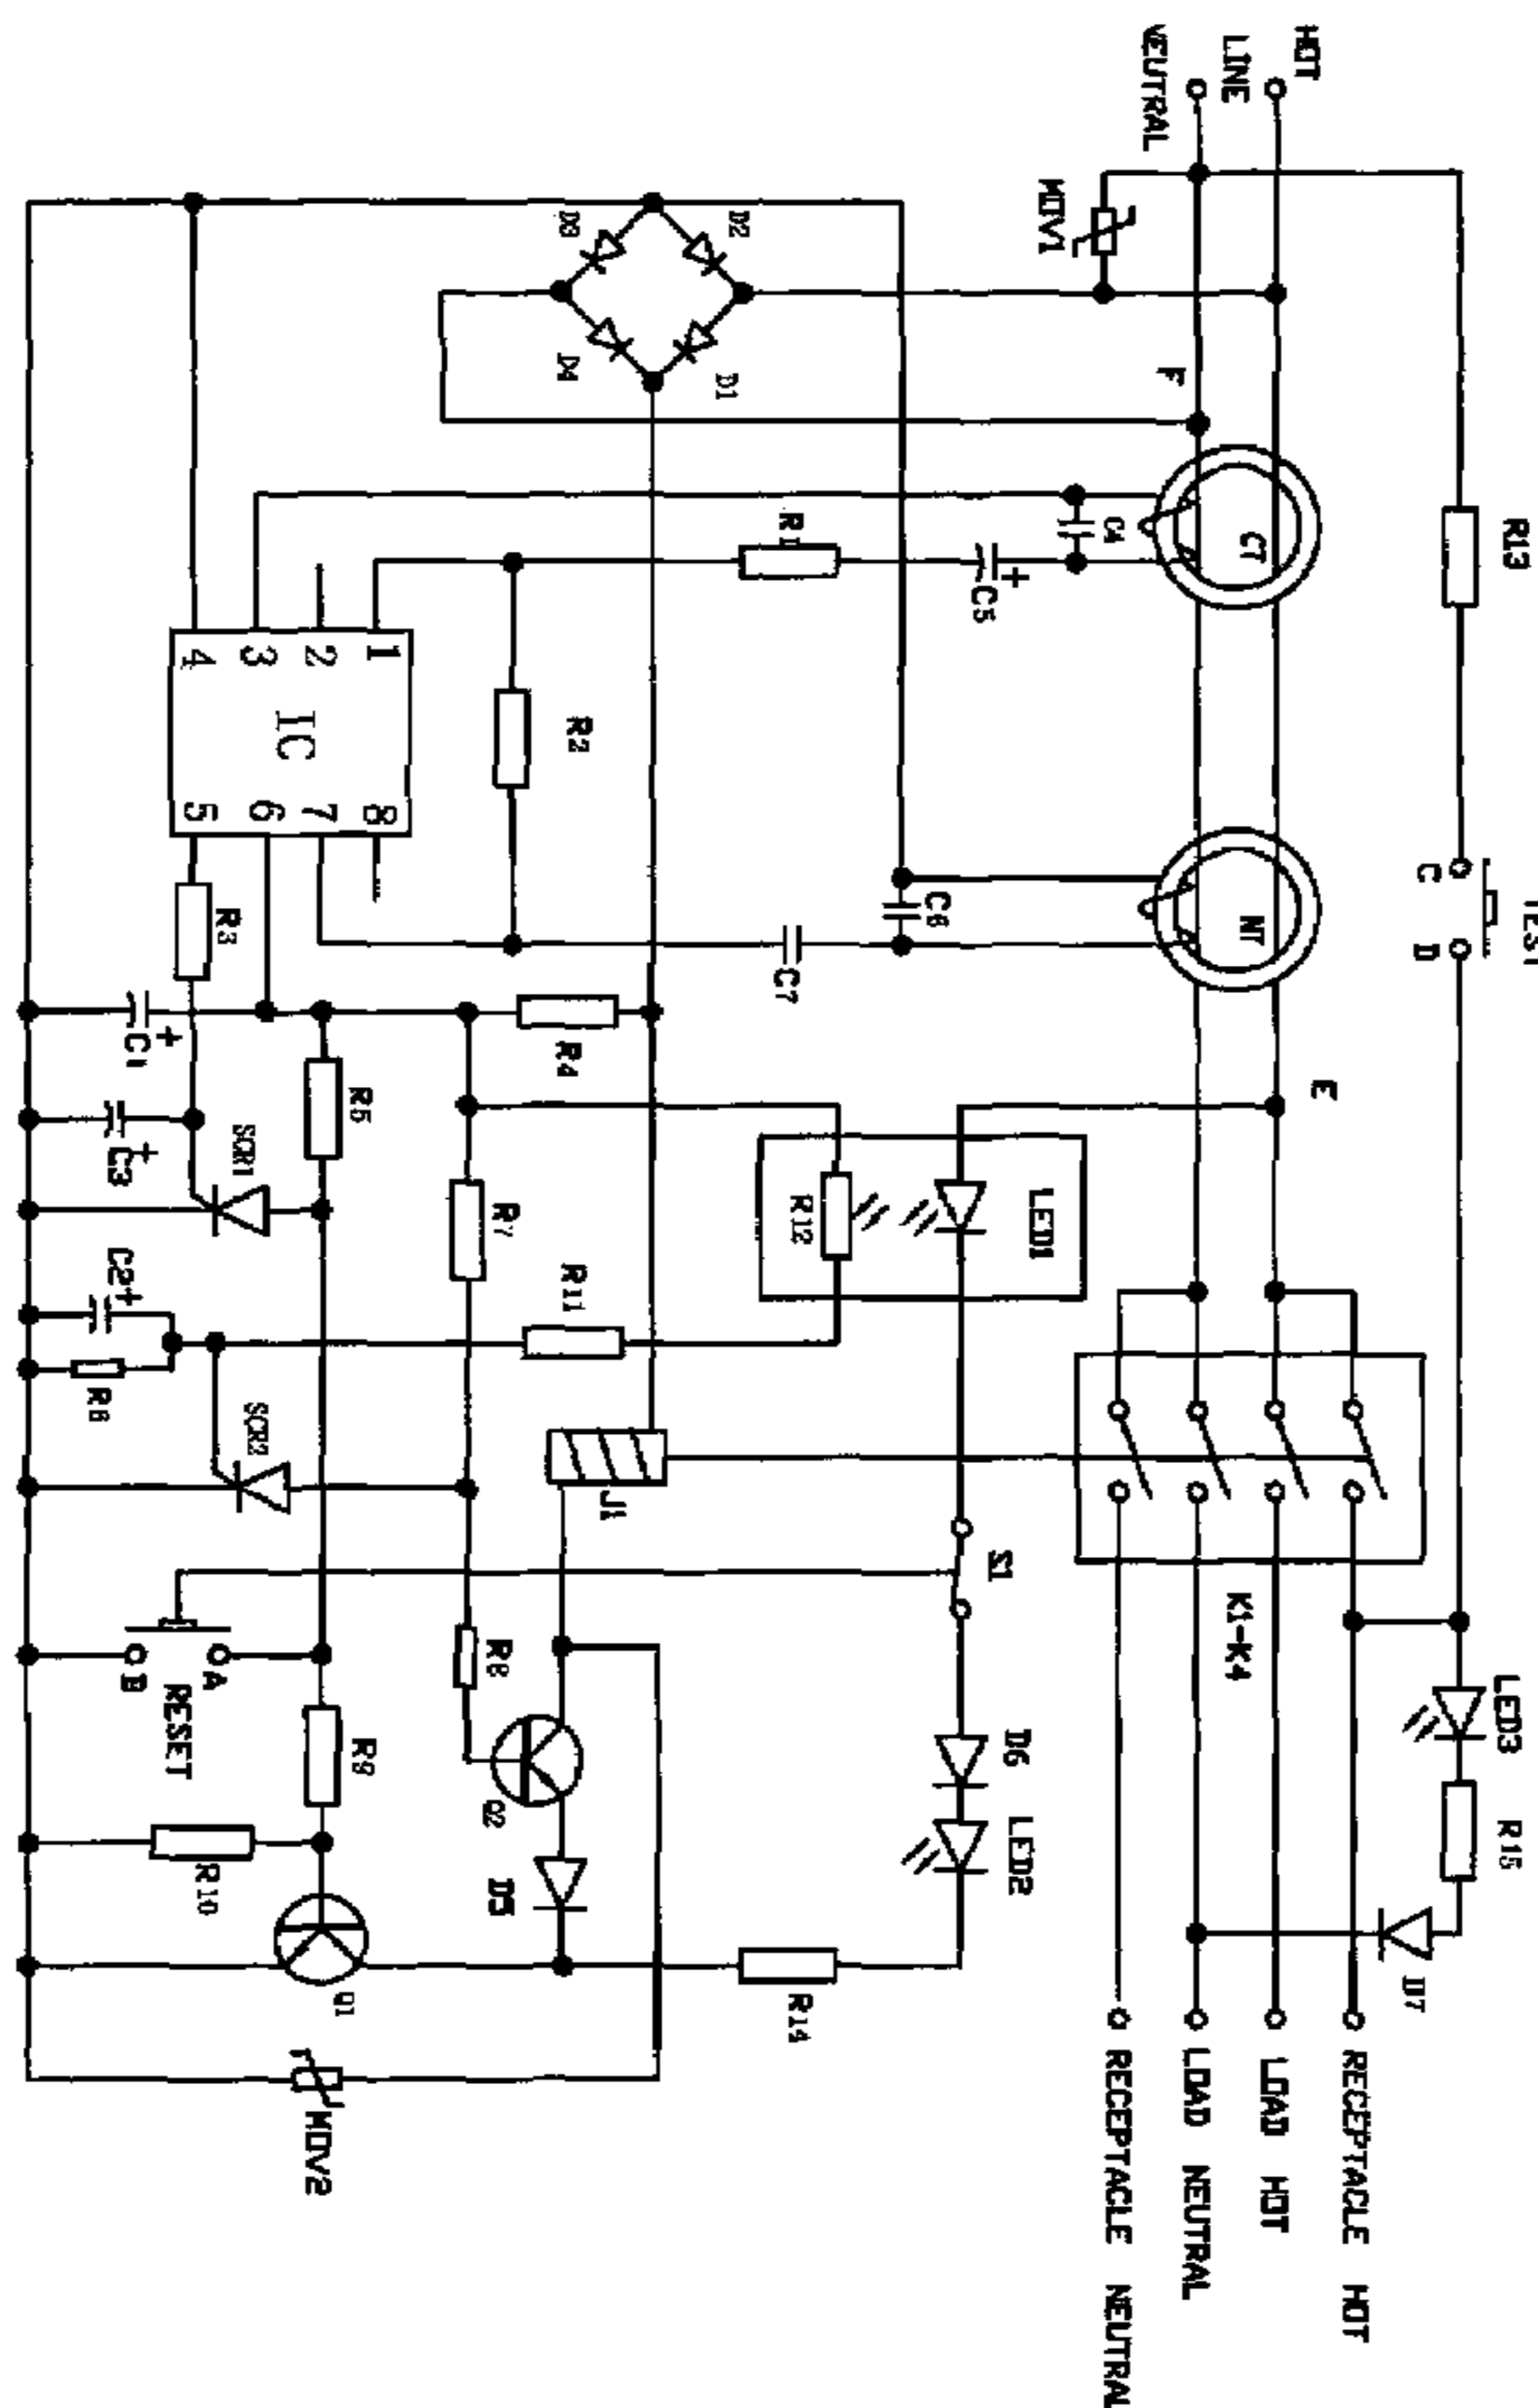 HOT
LINE
NEUTRAL
MOV1
D3
D2
D4
D1
F
R13
CT
C4
R1
C5
1
2
3
4
IC
5
6
7
8
R2
R3
C6
C7
NT
TEST
C
D
E
R4
R5
C1
C3
SCR1
R7
R12
LED1
R11
C2
SCR2
J1
S1
K1-K4
LED3
R15
D7
A
B
RESET
R9
R10
Q1
Q2
D5
D6
LED2
R14
MOV2
RECEPTACLE HOT
LOAD HOT
LOAD NEUTRAL
RECEPTACLE NEUTRAL